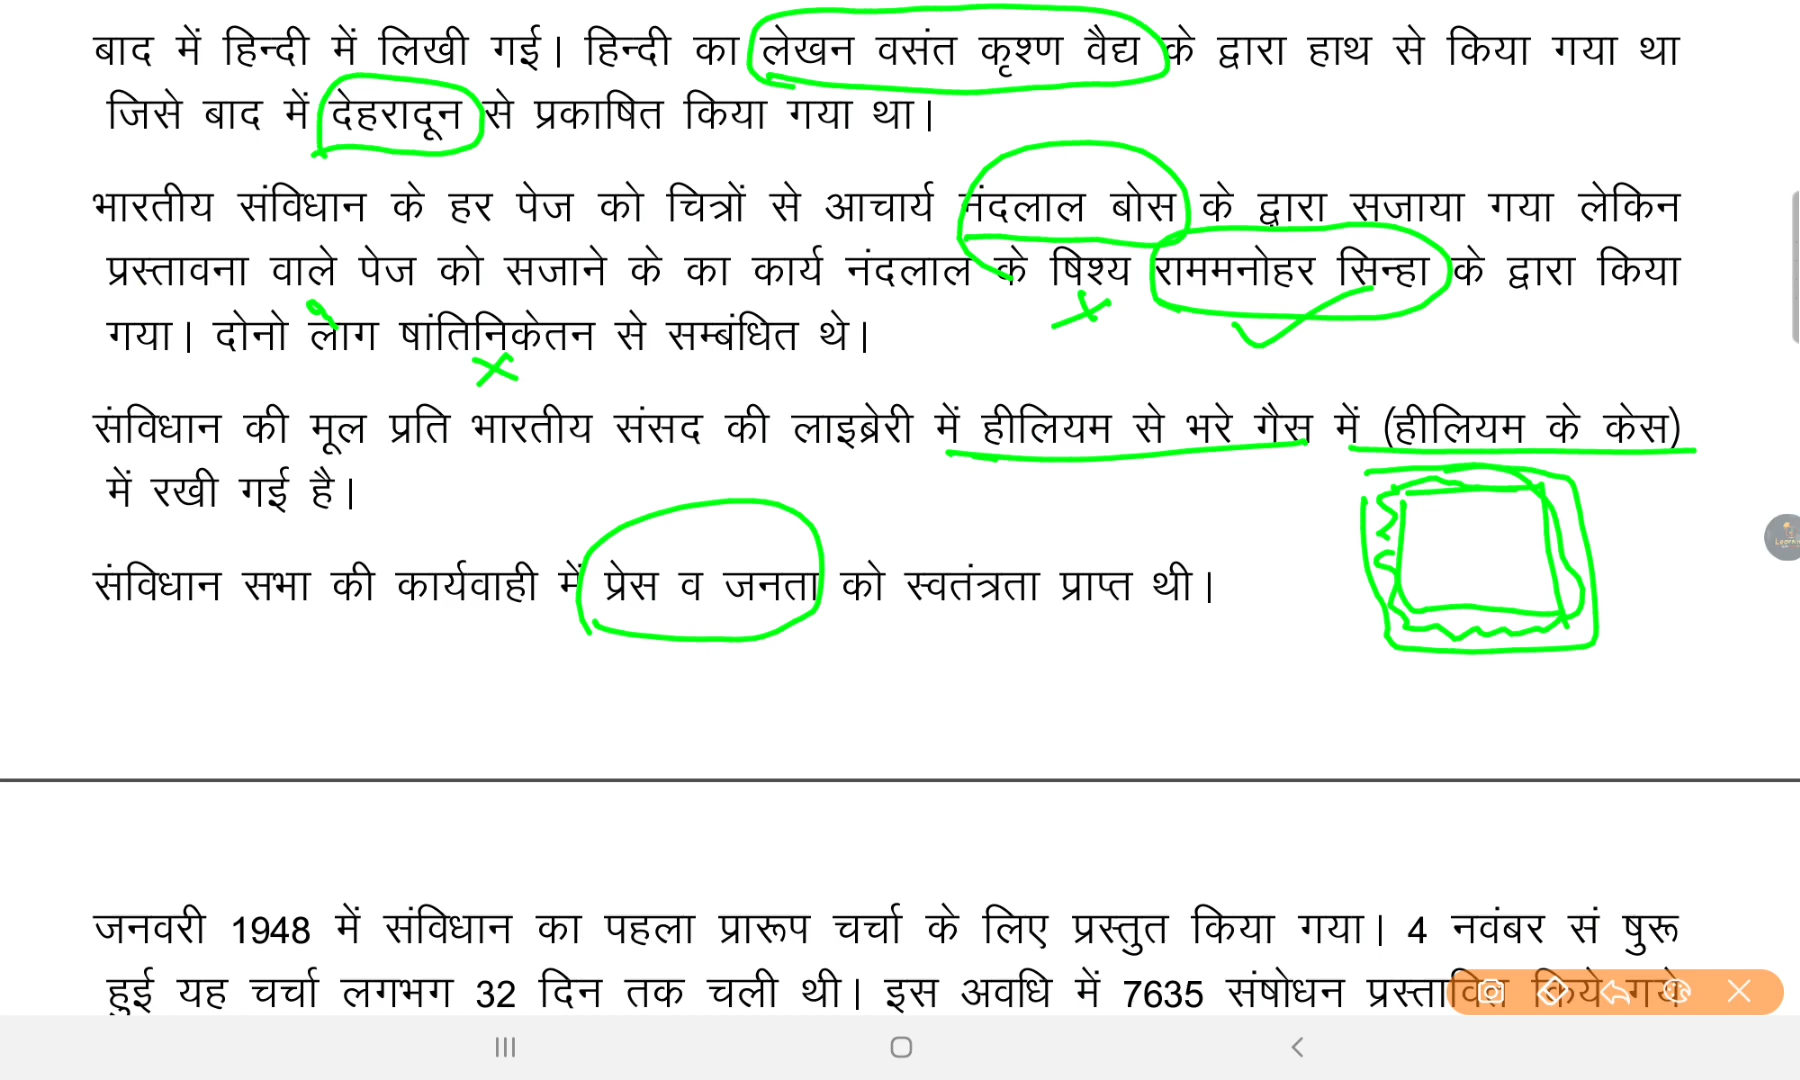 बाद में हिन्दी में लिखी गई। हिन्दी का लेखन वसंत कृश्ण वैद्य के द्वारा हाथ से किया गया था
जिसे बाद में देहरादून से प्रकाषित किया गया था।
भारतीय संविधान के हर पेज को चित्रों से आचार्य नंदलाल बोस के द्वारा सजाया गया लेकिन
प्रस्तावना वाले पेज को सजाने के का कार्य नंदलाल के षिश्य राममनोहर सिन्हा के द्वारा किया
गया। दोनो लाग षांतिनिकेतन से सम्बंधित थे।
संविधान की मूल प्रति भारतीय संसद की लाइब्रेरी में हीलियम से भरे गैस में (हीलियम के केस)
में रखी गई है।
संविधान सभा की कार्यवाही में प्रेस व जनता को स्वतंत्रता प्राप्त थी।
जनवरी 1948 में संविधान का पहला प्रारूप चर्चा के लिए प्रस्तुत किया गया। 4 नवंबर सं षुरू
हुई यह चर्चा लगभग 32 दिन तक चली थी। इस अवधि में 7635 संषोधन प्रस्तावित किये गये